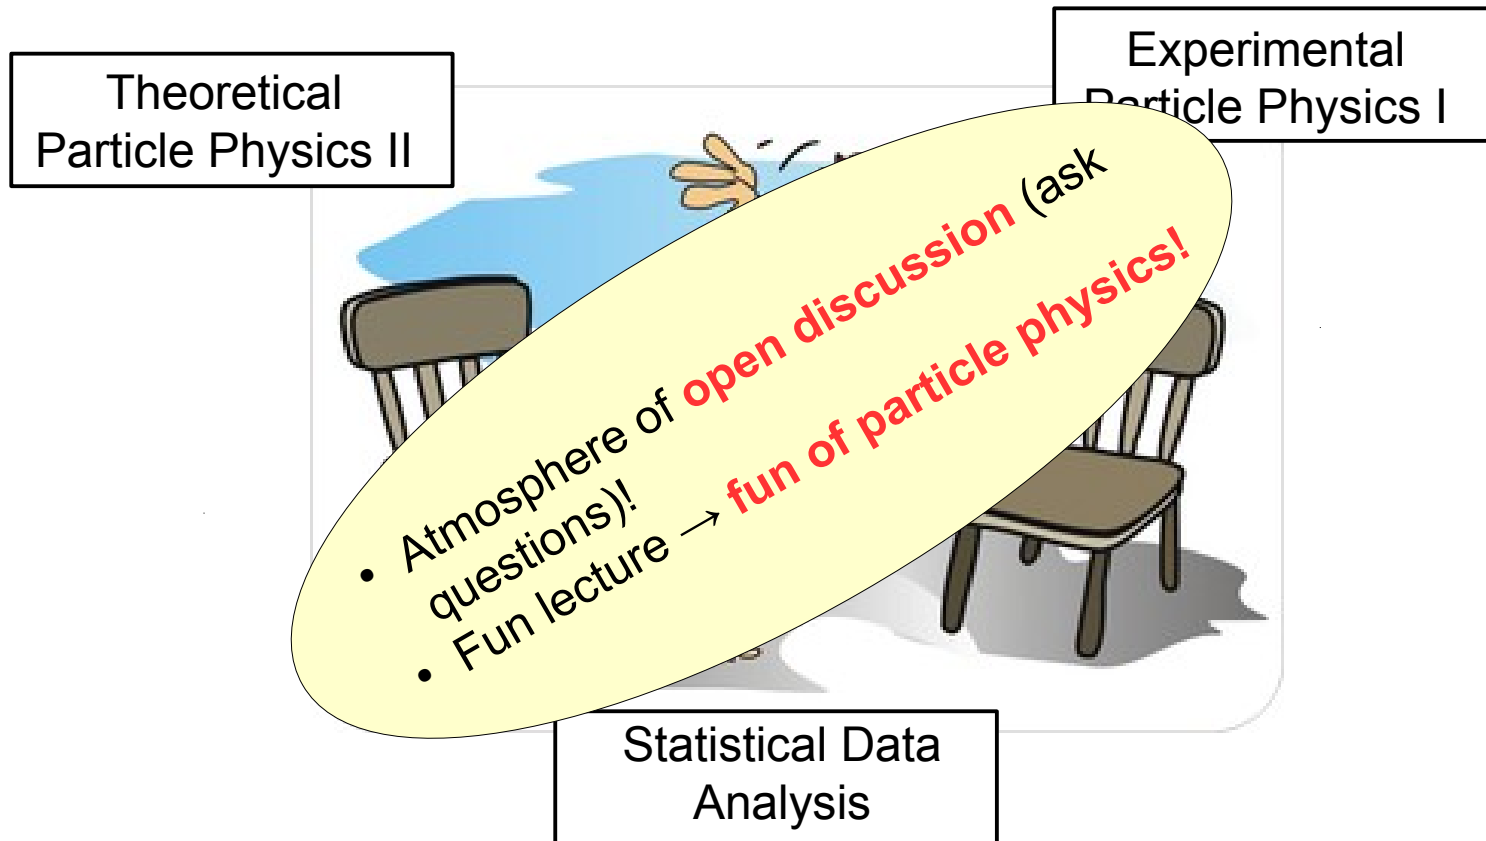 Theoretical
Particle Physics II
Experimental
Particle Physics I
• Atmosphere of open discussion (ask
questions)!
• Fun lecture → fun of particle physics!
Statistical Data
Analysis